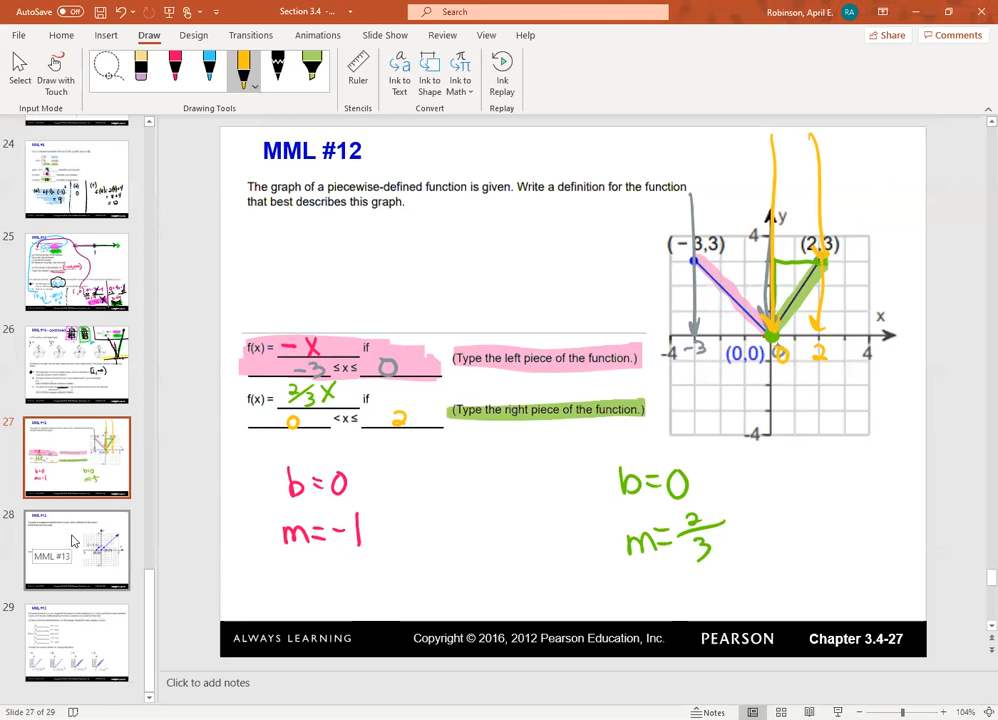 AutoSave Off
Section 3.4 -
Search
Robinson, April E. RA
File Home Insert Draw Design Transitions Animations Slide Show Review View Help
Share Comments
Select
Draw with Touch
Ruler
Ink to Text
Ink to Shape
Ink to Math
Ink Replay
Input Mode
Drawing Tools
Stencils
Convert
Replay
24
25
26
27
28
MML #13
29
MML #12
The graph of a piecewise-defined function is given. Write a definition for the function
that best describes this graph.
y
4
(-3,3)
(2,3)
x
-4 -3 (0,0) 0 2 4
-4
f(x) = -x if
-3 ≤ x ≤ 0
(Type the left piece of the function.)
f(x) = 2/3 x if
0 < x ≤ 2
(Type the right piece of the function.)
b=0
m=-1
b=0
m=2/3
ALWAYS LEARNING
Copyright © 2016, 2012 Pearson Education, Inc.
PEARSON
Chapter 3.4-27
Click to add notes
Slide 27 of 29
Notes
104%